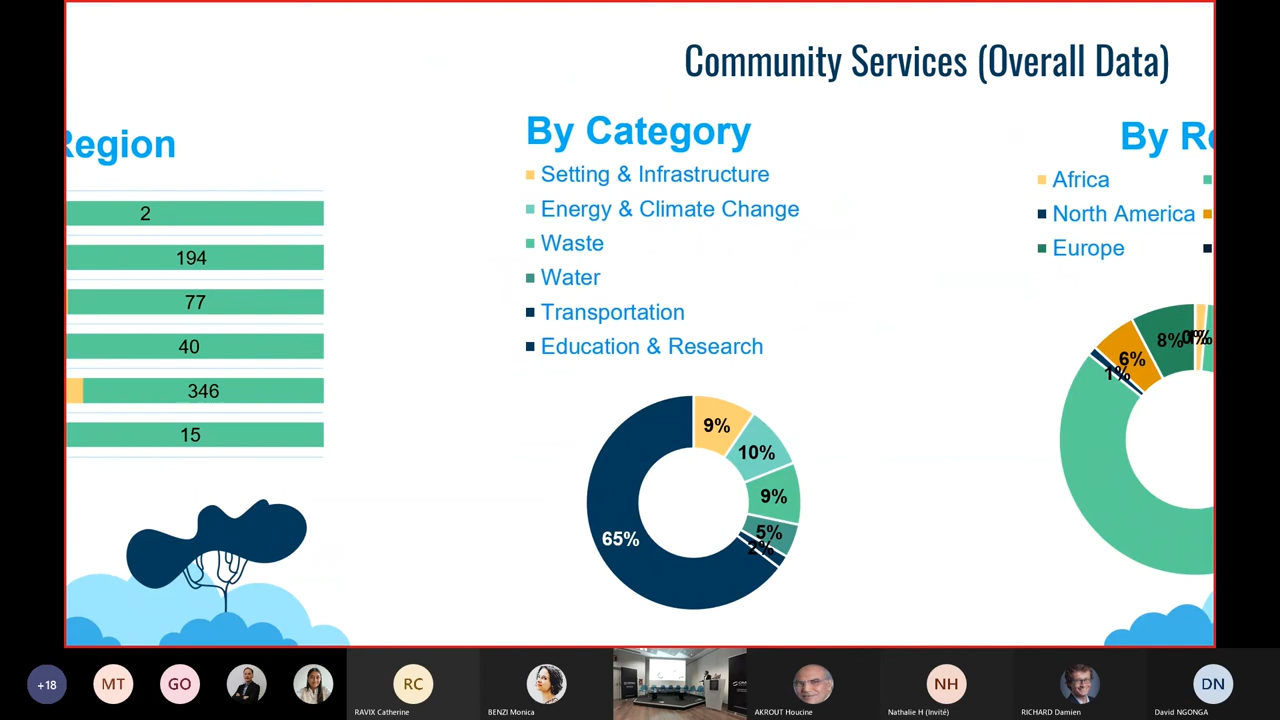 Community Services (Overall Data)
Region
2
194
77
40
346
15
By Category
Setting & Infrastructure
Energy & Climate Change
Waste
Water
Transportation
Education & Research
9%
10%
9%
5%
2%
65%
By Re
Africa
North America
Europe
8%
6%
1%
+18
MT
GO
RC
RAVIX Catherine
BENZI Monica
AKROUT Houcine
NH
Nathalie H (Invité)
RICHARD Damien
DN
David NGONGA